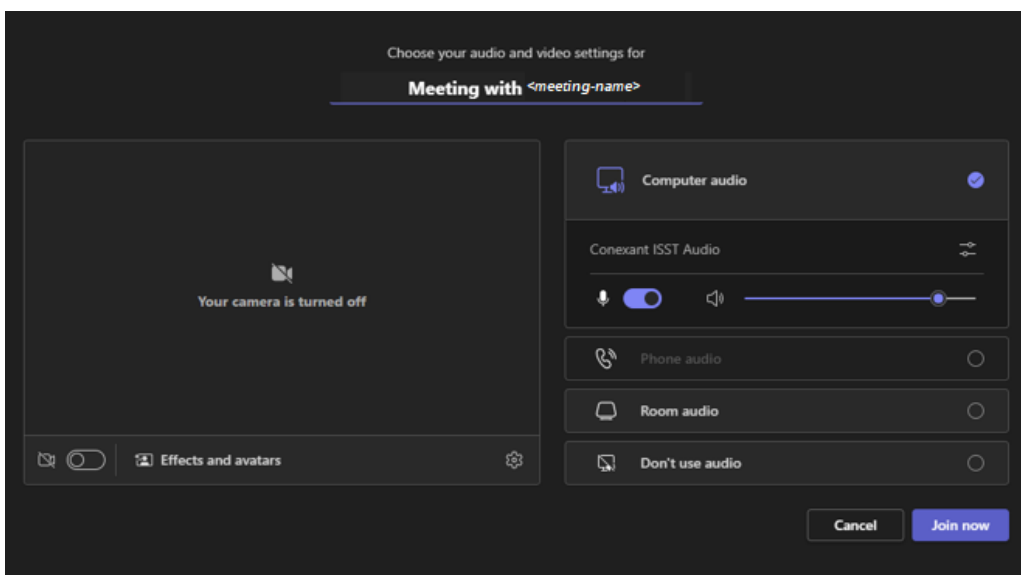 Choose your audio and video settings for
Meeting with <meeting-name>
Your camera is turned off
Effects and avatars
Computer audio
Conexant ISST Audio
Phone audio
Room audio
Don't use audio
Cancel
Join now